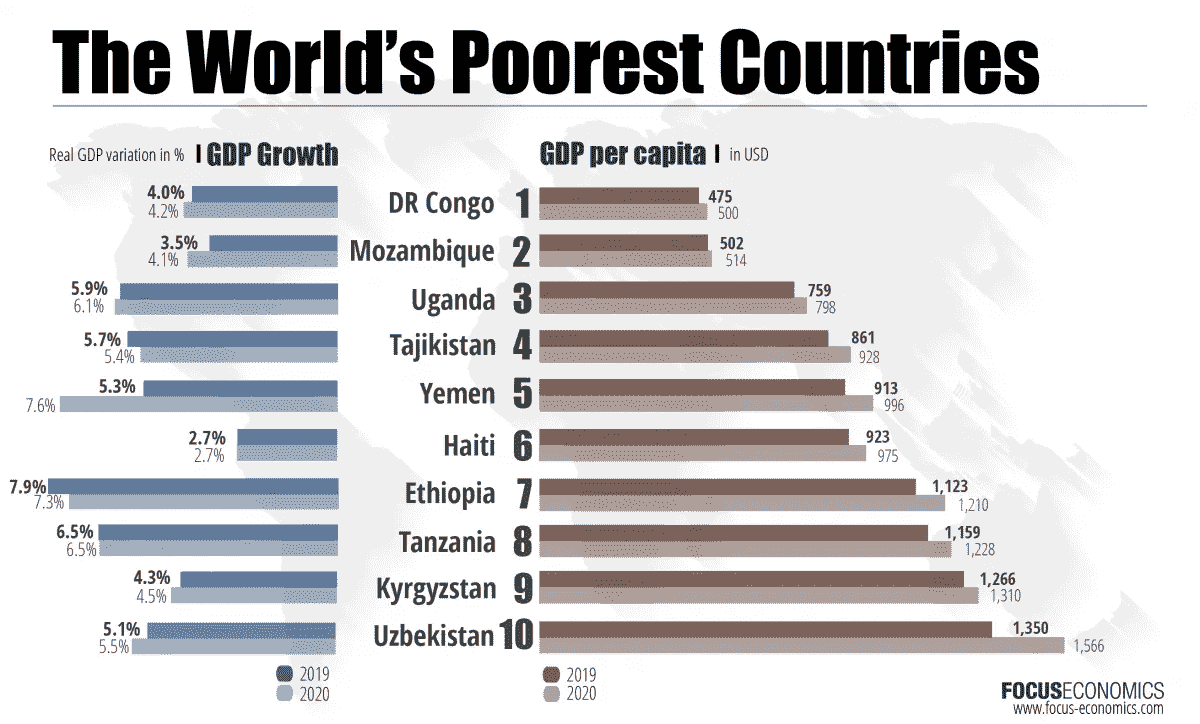 The World's Poorest Countries
Real GDP variation in % | GDP Growth
GDP per capita | in USD
4.0% DR Congo 1 475
4.2% 500
3.5% Mozambique 2 502
4.1% 514
5.9% Uganda 3 759
6.1% 798
5.7% Tajikistan 4 861
5.4% 928
5.3% Yemen 5 913
7.6% 996
2.7% Haiti 6 923
2.7% 975
7.9% Ethiopia 7 1,123
7.3% 1,210
6.5% Tanzania 8 1,159
6.5% 1,228
4.3% Kyrgyzstan 9 1,266
4.5% 1,310
5.1% Uzbekistan 10 1,350
5.5% 1,566
2019 2019
2020 2020
FOCUSECONOMICS
www.focus-economics.com